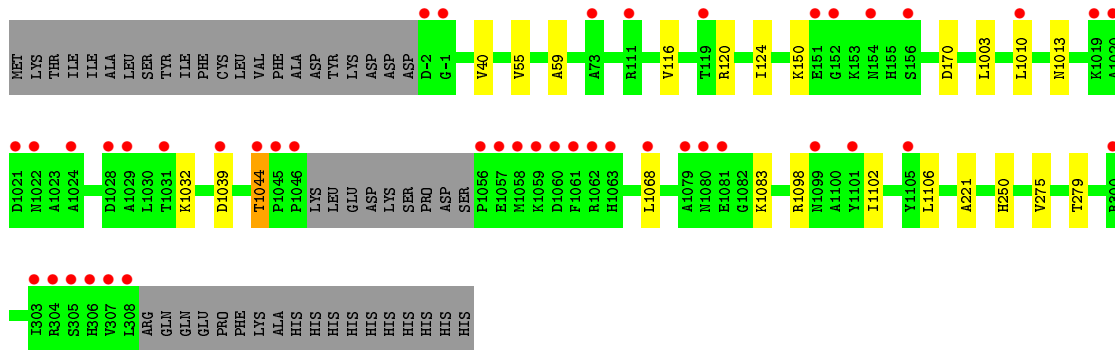 MET LYS THR ILE ILE ALA LEU SER TYR ILE PHE CYS LEU VAL PHE ALA ASP TYR LYS ASP ASP ASP D-2 G-1 V40 V55 A59 A73 R111 V116 T119 R120 I124 K150 E151 G152 K153 N154 H155 S156 D170 L1003 L1010 N1013 K1019 A1020
D1021 N1022 A1023 A1024 D1028 A1029 L1030 T1031 K1032 D1039 T1044 P1045 P1046 LYS LEU GLU ASP LYS SER PRO ASP SER P1056 E1057 M1058 K1059 D1060 F1061 R1062 H1063 L1068 A1079 N1080 E1081 G1082 K1083 R1098 N1099 A1100 Y1101 I1102 Y1105 L1106 A221 H250 V275 T279 R300
I303 R304 S305 H306 V307 L308 ARG GLN GLN GLU PRO PHE LYS ALA HIS HIS HIS HIS HIS HIS HIS HIS HIS HIS